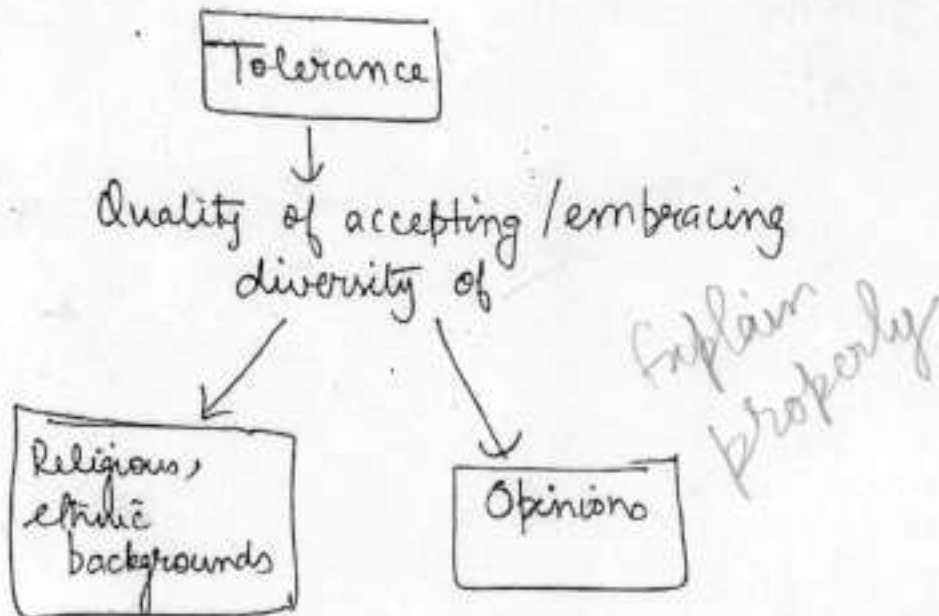 Tolerance
Quality of accepting/embracing
diversity of
Explain
properly
Religious,
ethnic
backgrounds
Opinions